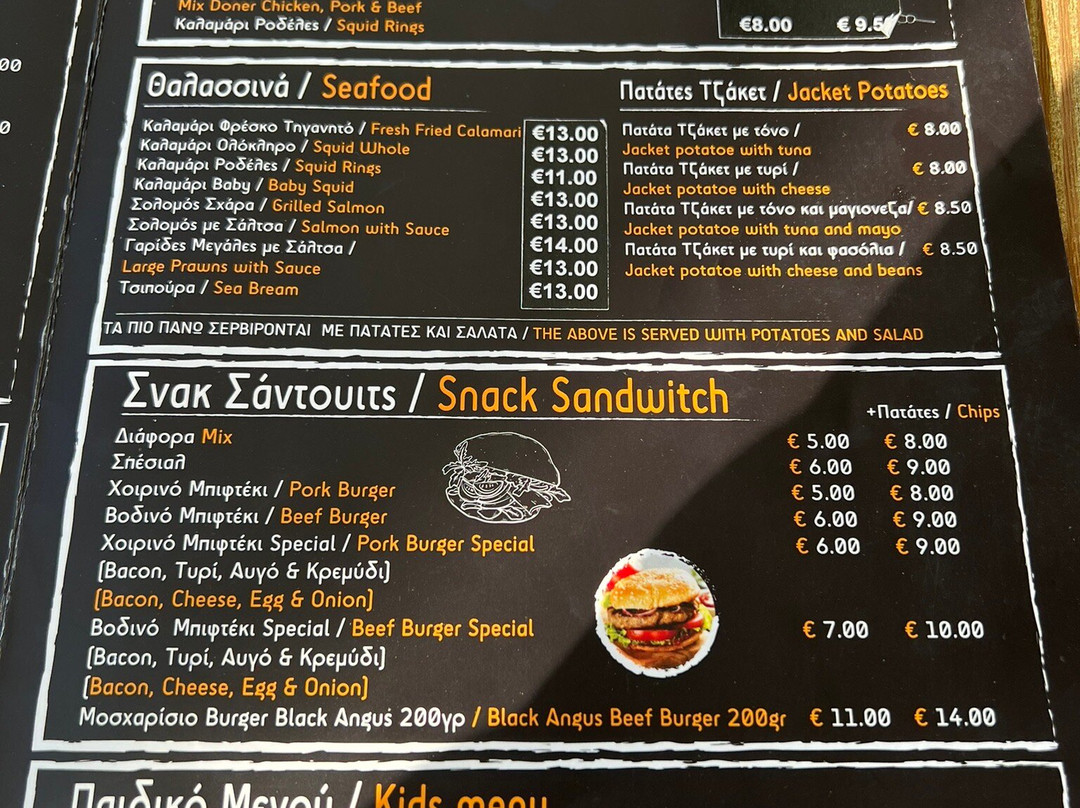 Mix Doner Chicken, Pork & Beef
Καλαμάρι Ροδέλες / Squid Rings
€8.00 € 9.5
00
0
Θαλασσινά / Seafood
Καλαμάρι Φρέσκο Τηγανητό / Fresh Fried Calamari €13.00
Καλαμάρι Ολόκληρο / Squid Whole €13.00
Καλαμάρι Ροδέλες / Squid Rings €11.00
Καλαμάρι Baby / Baby Squid €13.00
Σολομός Σχάρα / Grilled Salmon €13.00
Σολομός με Σάλτσα / Salmon with Sauce €14.00
Γαρίδες Μεγάλες με Σάλτσα /
Large Prawns with Sauce €13.00
Τσιπούρα / Sea Bream €13.00
Πατάτες Τζάκετ / Jacket Potatoes
Πατάτα Τζάκετ με τόνο / € 8.00
Jacket potatoe with tuna
Πατάτα Τζάκετ με τυρί / € 8.00
Jacket potatoe with cheese
Πατάτα Τζάκετ με τόνο και μαγιονεζα/ € 8.50
Jacket potatoe with tuna and mayo
Πατάτα Τζάκετ με τυρί και φασόλια / € 8.50
Jacket potatoe with cheese and beans
ΤΑ ΠΙΟ ΠΑΝΩ ΣΕΡΒΙΡΟΝΤΑΙ ΜΕ ΠΑΤΑΤΕΣ ΚΑΙ ΣΑΛΑΤΑ / THE ABOVE IS SERVED WITH POTATOES AND SALAD
Σνακ Σάντουιτς / Snack Sandwitch
+Πατάτες / Chips
Διάφορα Mix € 5.00 € 8.00
Σπέσιαλ € 6.00 € 9.00
Χοιρινό Μπιφτέκι / Pork Burger € 5.00 € 8.00
Βοδινό Μπιφτέκι / Beef Burger € 6.00 € 9.00
Χοιρινό Μπιφτέκι Special / Pork Burger Special € 6.00 € 9.00
(Bacon, Τυρί, Αυγό & Κρεμύδι)
(Bacon, Cheese, Egg & Onion)
Βοδινό Μπιφτέκι Special / Beef Burger Special € 7.00 € 10.00
(Bacon, Τυρί, Αυγό & Κρεμύδι)
(Bacon, Cheese, Egg & Onion)
Μοσχαρίσιο Burger Black Angus 200γρ / Black Angus Beef Burger 200gr € 11.00 € 14.00
Παιδικό Μενού / Kids menu